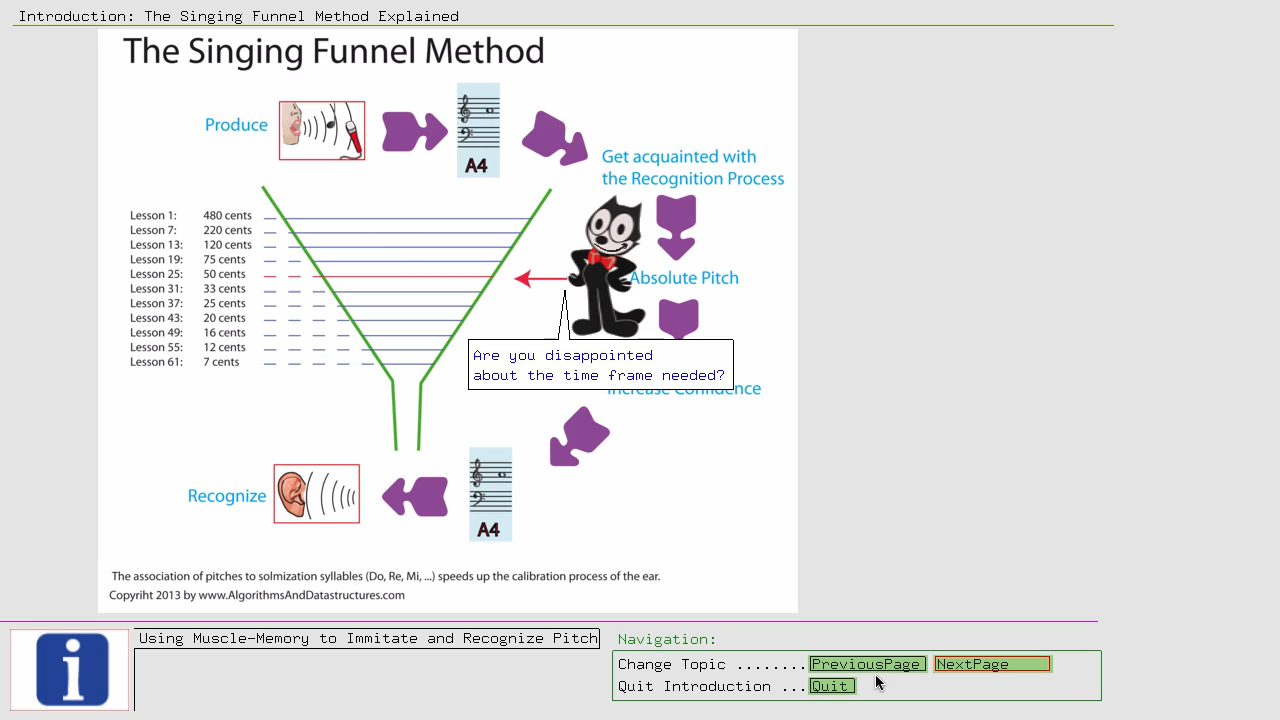 Introduction: The Singing Funnel Method Explained
The Singing Funnel Method
Produce
A4
Get acquainted with
the Recognition Process
Lesson 1: 480 cents
Lesson 7: 220 cents
Lesson 13: 120 cents
Lesson 19: 75 cents
Lesson 25: 50 cents
Lesson 31: 33 cents
Lesson 37: 25 cents
Lesson 43: 20 cents
Lesson 49: 16 cents
Lesson 55: 12 cents
Lesson 61: 7 cents
Absolute Pitch
Are you disappointed
about the time frame needed?
Increase Confidence
Recognize
A4
The association of pitches to solmization syllables (Do, Re, Mi, ...) speeds up the calibration process of the ear.
Copyriht 2013 by www.AlgorithmsAndDatastructures.com
Using Muscle-Memory to Immitate and Recognize Pitch
Navigation:
Change Topic ........ PreviousPage NextPage
Quit Introduction ... Quit